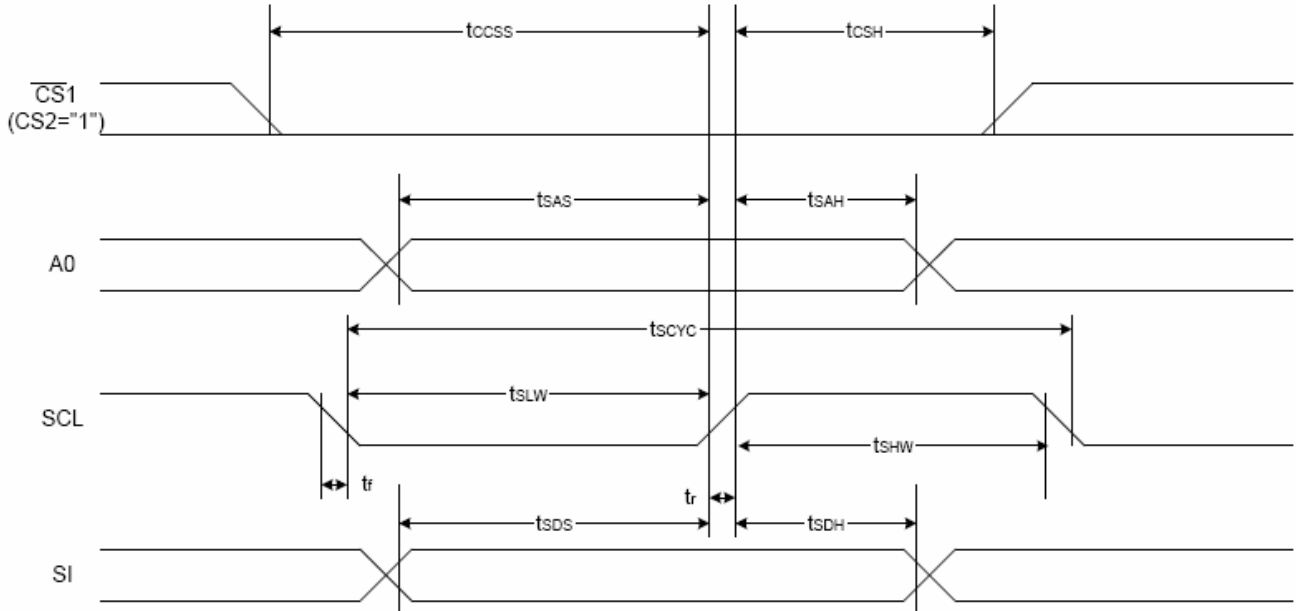 tCCSS
tCSH
CS1
(CS2="1")
tSAS
tSAH
A0
tSCYC
tSLW
SCL
tSHW
tf
tr
tSDS
tSDH
SI